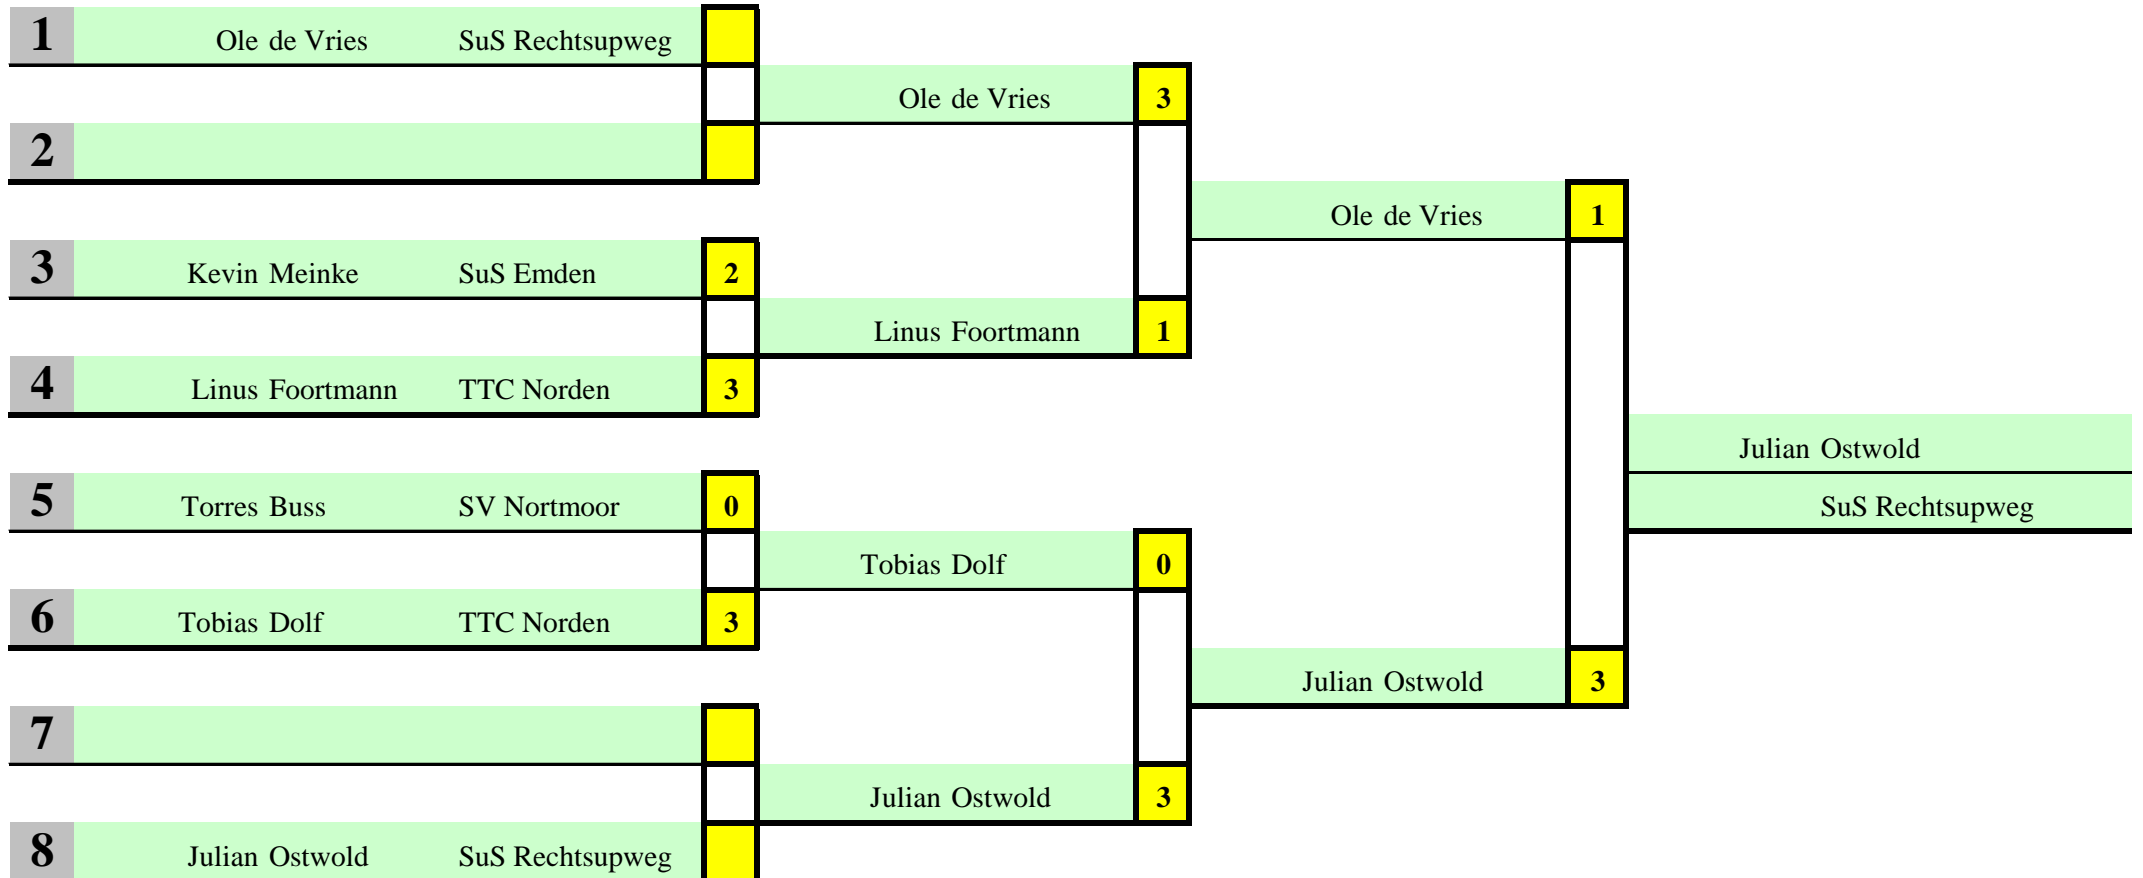 1 Ole de Vries SuS Rechtsupweg
Ole de Vries 3
2
Ole de Vries 1
3 Kevin Meinke SuS Emden 2
Linus Foortmann 1
4 Linus Foortmann TTC Norden 3
Julian Ostwold
5 Torres Buss SV Nortmoor 0
SuS Rechtsupweg
Tobias Dolf 0
6 Tobias Dolf TTC Norden 3
Julian Ostwold 3
7
Julian Ostwold 3
8 Julian Ostwold SuS Rechtsupweg